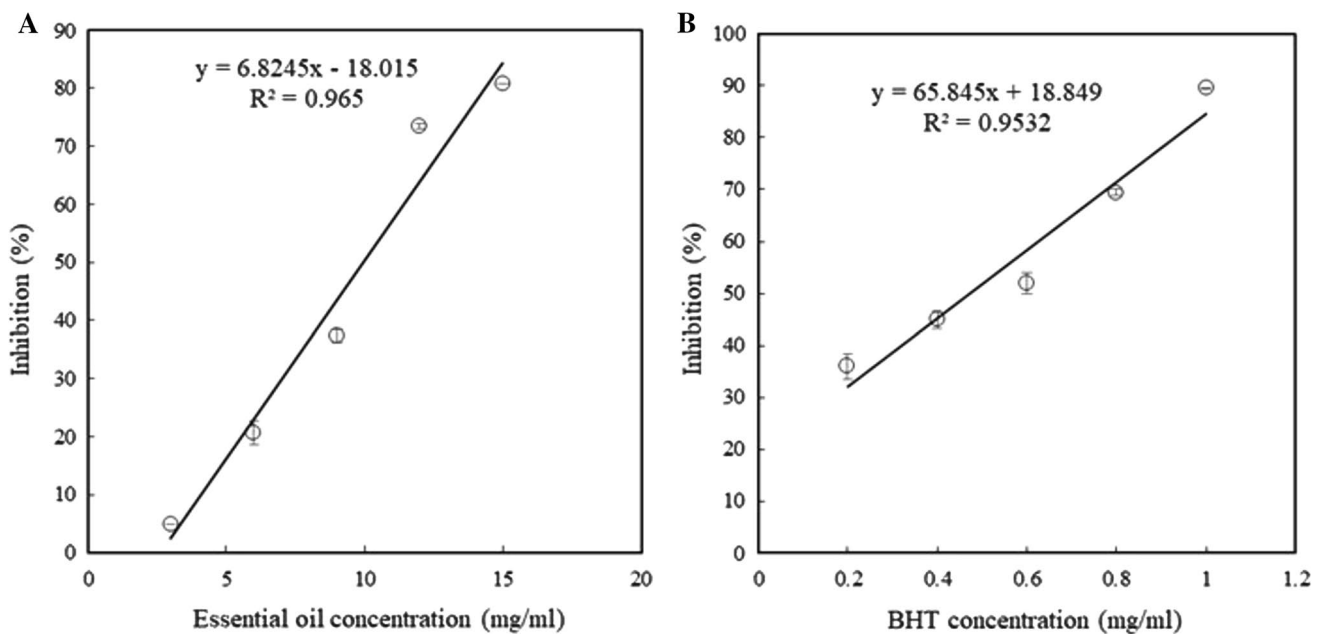 A
y = 6.8245x - 18.015
R² = 0.965
90
80
70
60
50
40
30
20
10
0
Inhibition (%)
0 5 10 15 20
Essential oil concentration (mg/ml)
B
y = 65.845x + 18.849
R² = 0.9532
100
90
80
70
60
50
40
30
20
10
0
Inhibition (%)
0 0.2 0.4 0.6 0.8 1 1.2
BHT concentration (mg/ml)